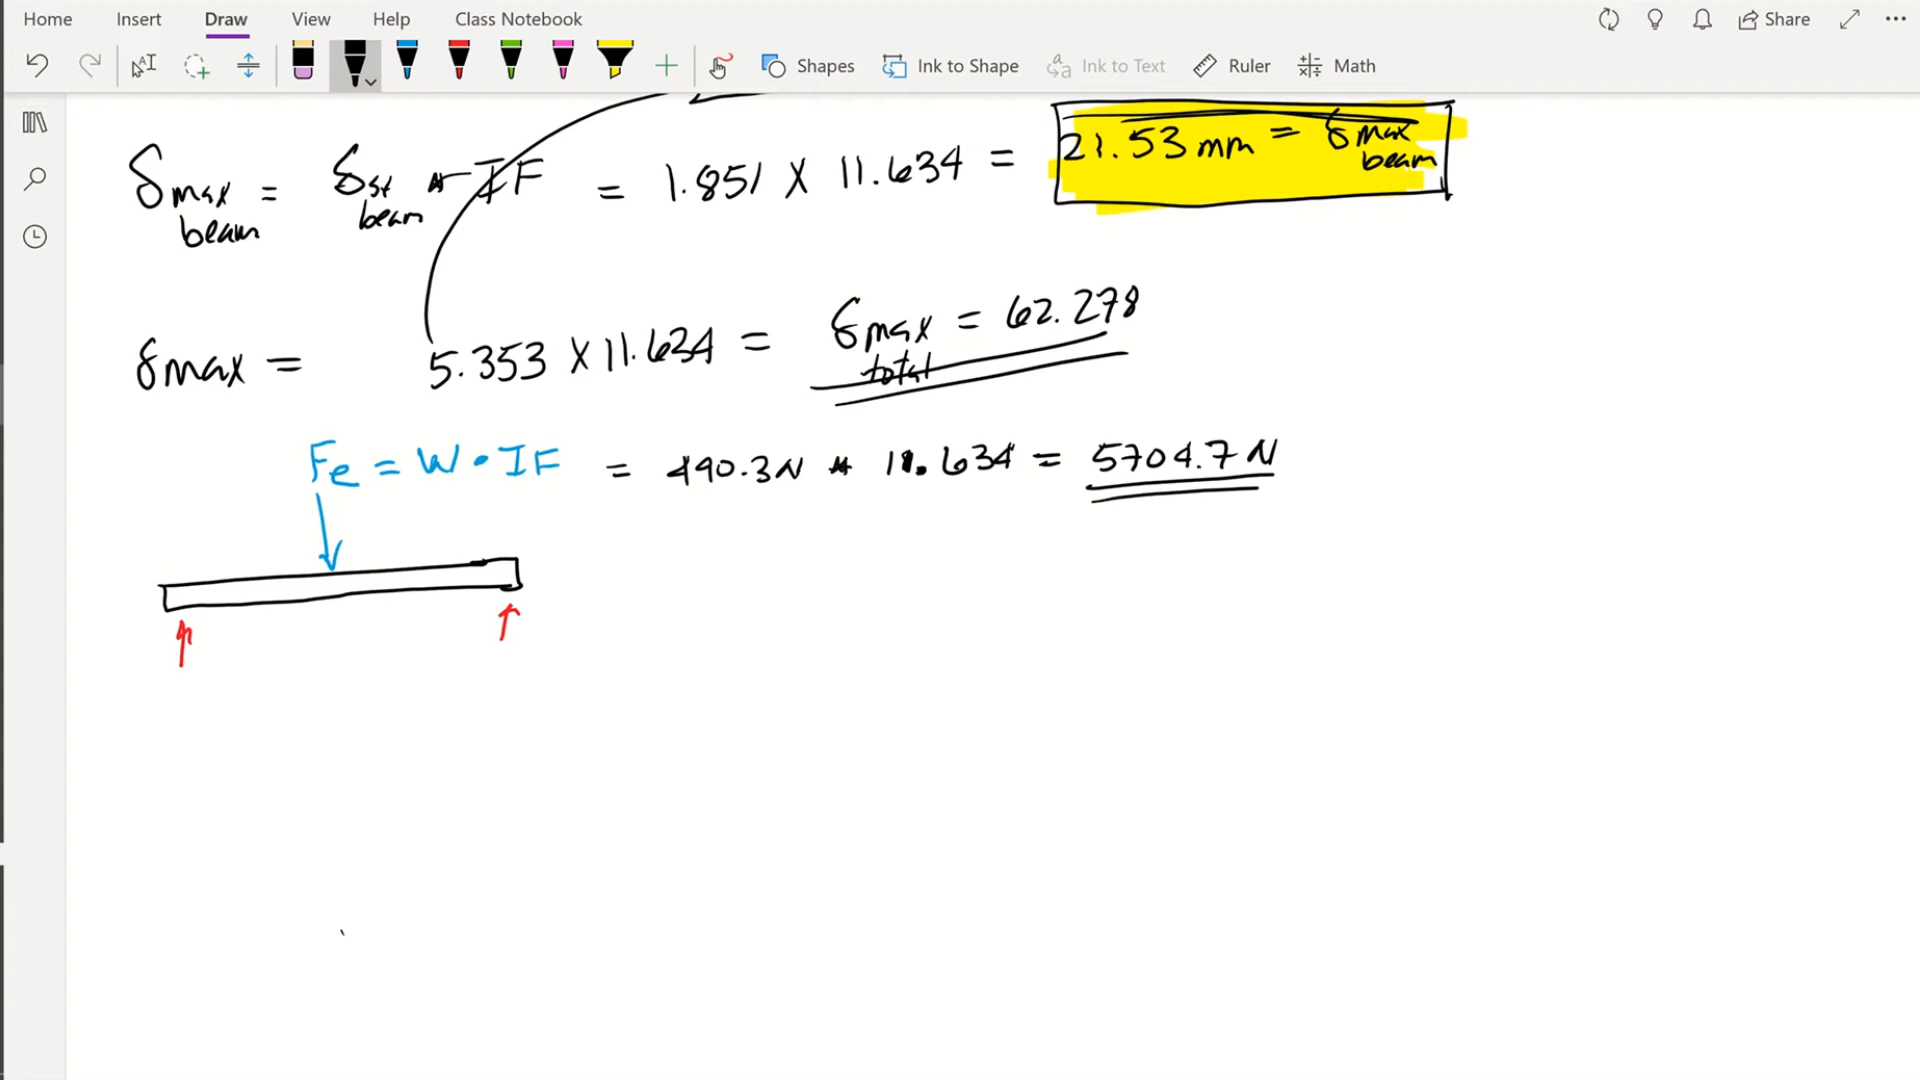 Home Insert Draw View Help Class Notebook Share
Shapes Ink to Shape Ink to Text Ruler Math
δmax beam = δst beam * IF = 1.851 X 11.634 = 21.53 mm = δmax beam
δmax = 5.353 X 11.634 = δmax total = 62.278
Fe = W • IF = 490.3N * 11.634 = 5704.7 N